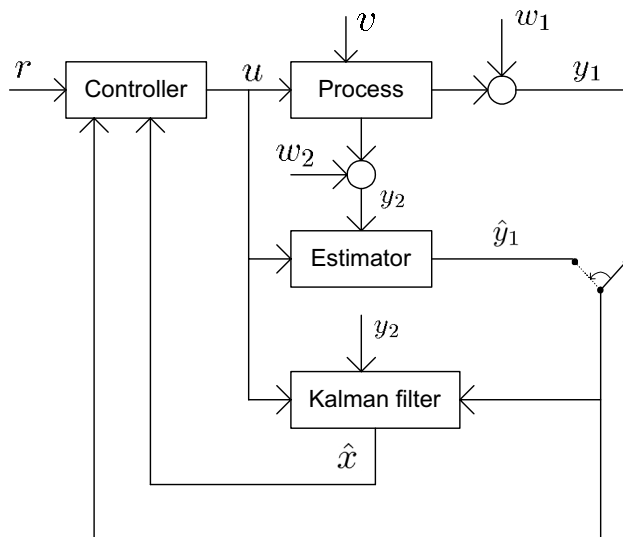 v
w₁
r
Controller
u
Process
y₁
w₂
y₂
Estimator
ŷ₁
y₂
Kalman filter
x̂